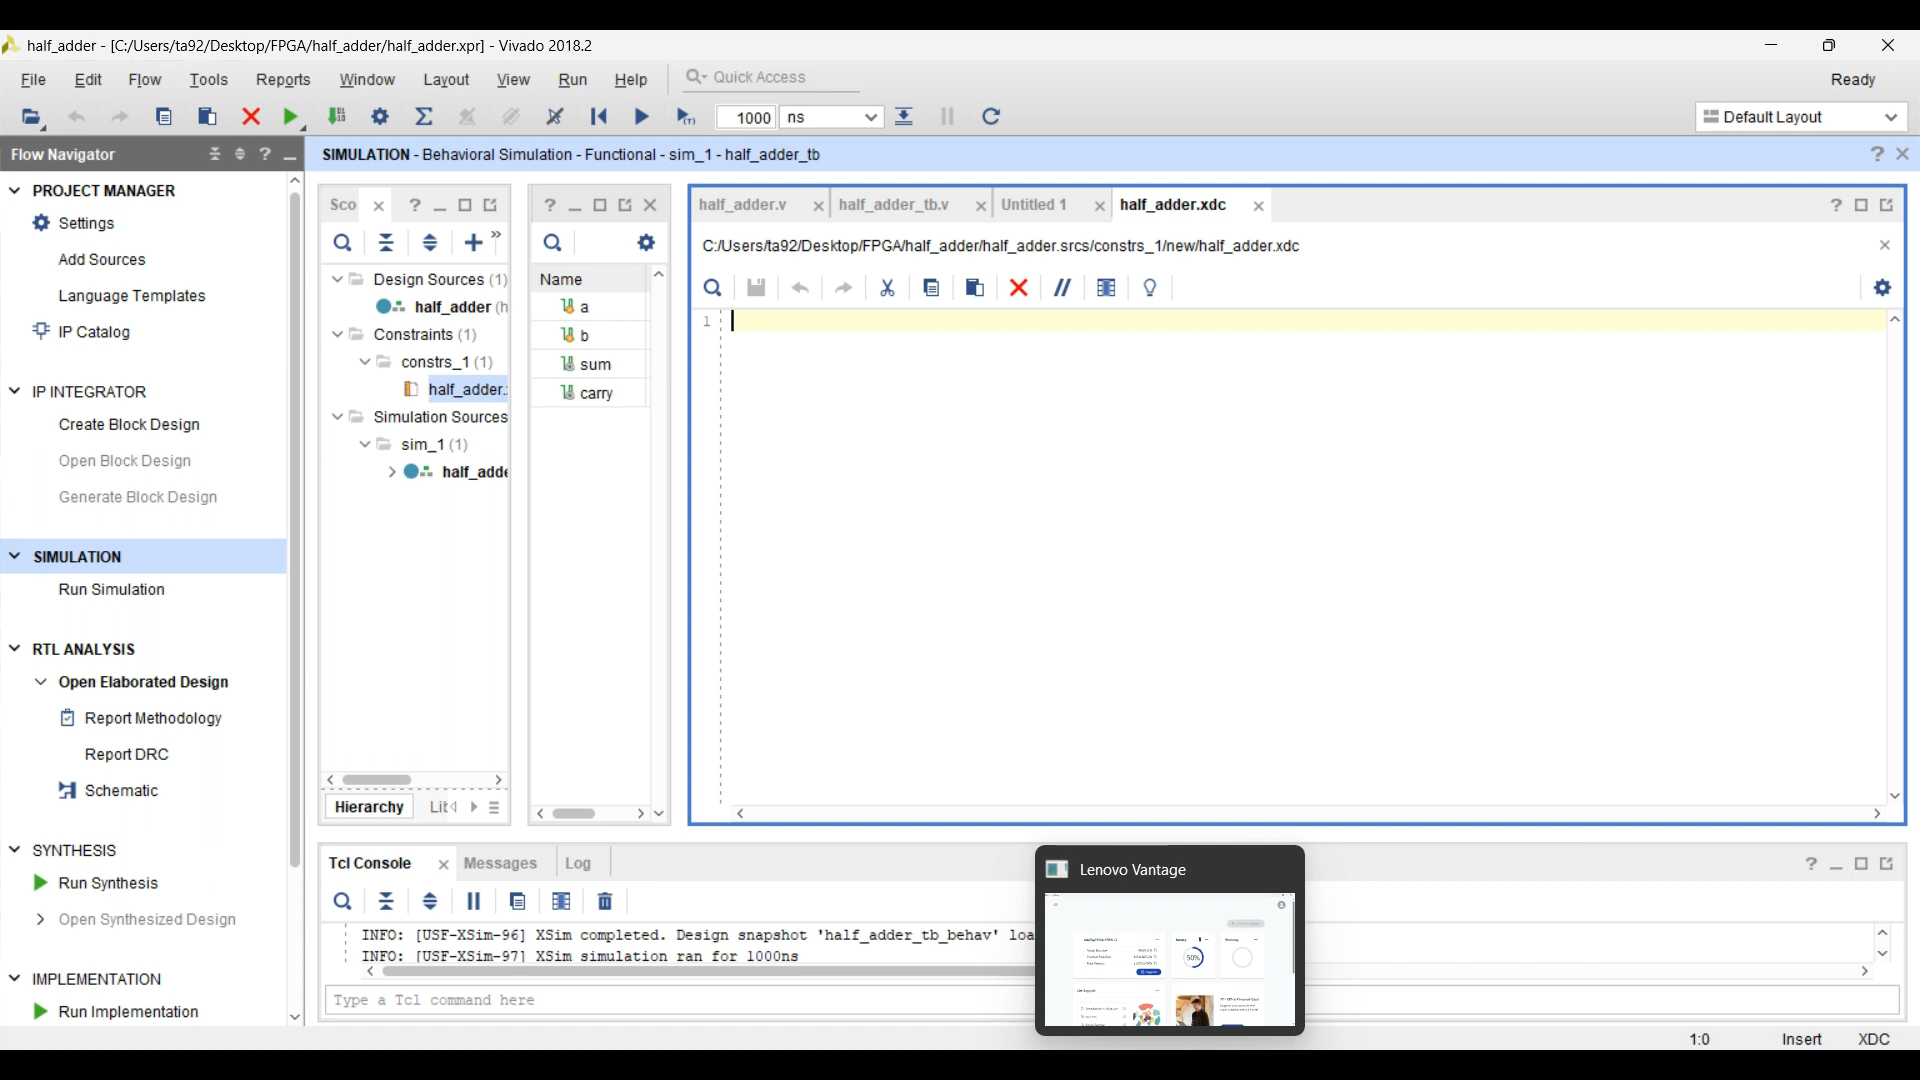 half_adder - [C:/Users/ta92/Desktop/FPGA/half_adder/half_adder.xpr] - Vivado 2018.2
File Edit Flow Tools Reports Window Layout View Run Help Quick Access Ready
1000 ns Default Layout
Flow Navigator
SIMULATION - Behavioral Simulation - Functional - sim_1 - half_adder_tb
PROJECT MANAGER
Settings
Add Sources
Language Templates
IP Catalog
IP INTEGRATOR
Create Block Design
Open Block Design
Generate Block Design
SIMULATION
Run Simulation
RTL ANALYSIS
Open Elaborated Design
Report Methodology
Report DRC
Schematic
SYNTHESIS
Run Synthesis
Open Synthesized Design
IMPLEMENTATION
Run Implementation
Sco
Design Sources (1)
half_adder (h
Constraints (1)
constrs_1 (1)
half_adder.
Simulation Sources
sim_1 (1)
half_adde
Hierarchy Lit
Name
a
b
sum
carry
half_adder.v half_adder_tb.v Untitled 1 half_adder.xdc
C:/Users/ta92/Desktop/FPGA/half_adder/half_adder.srcs/constrs_1/new/half_adder.xdc
1
Tcl Console Messages Log
INFO: [USF-XSim-96] XSim completed. Design snapshot 'half_adder_tb_behav' loa
INFO: [USF-XSim-97] XSim simulation ran for 1000ns
Type a Tcl command here
Lenovo Vantage
50%
1:0 Insert XDC